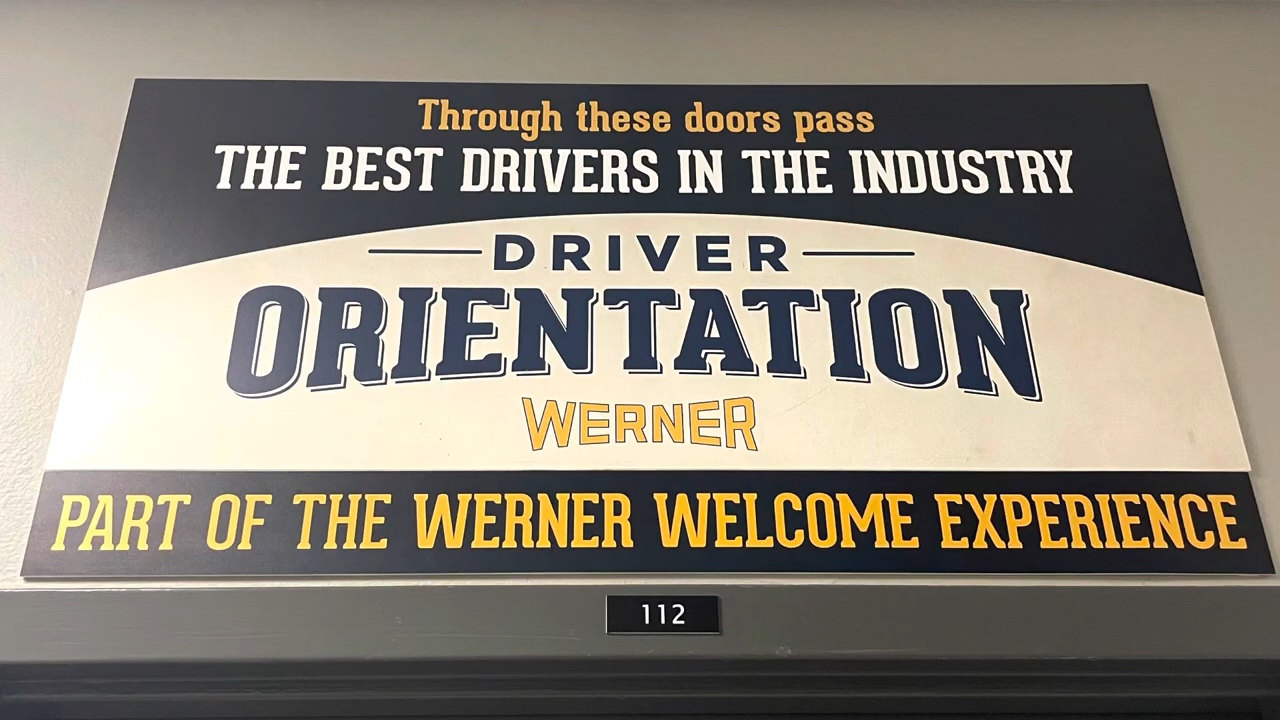 Through these doors pass
THE BEST DRIVERS IN THE INDUSTRY
DRIVER
ORIENTATION
WERNER
PART OF THE WERNER WELCOME EXPERIENCE
112